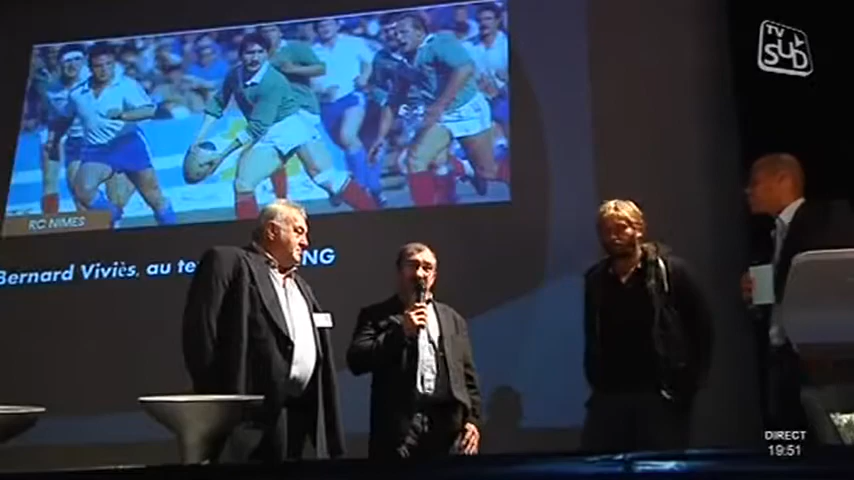 TV
SUD
RC NIMES
Bernard Viviès, au te
NG
DIRECT
19:51